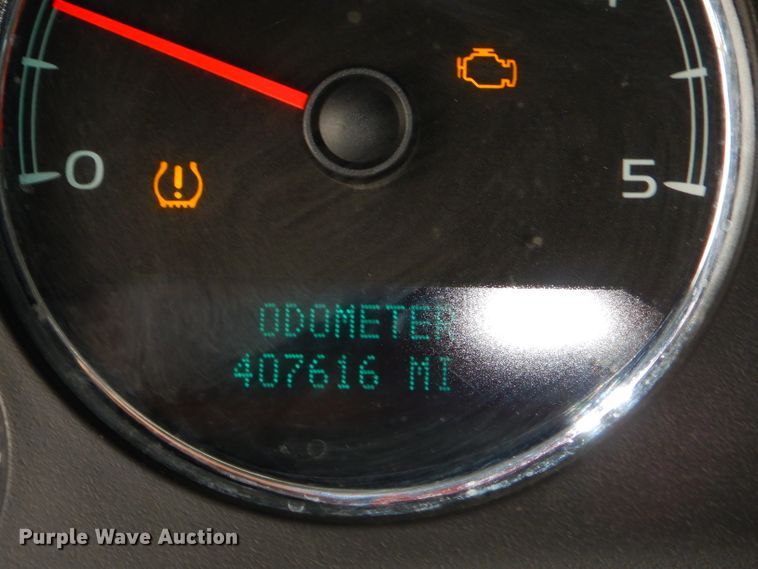 0
5
ODOMETER
407616 MI
Purple Wave Auction